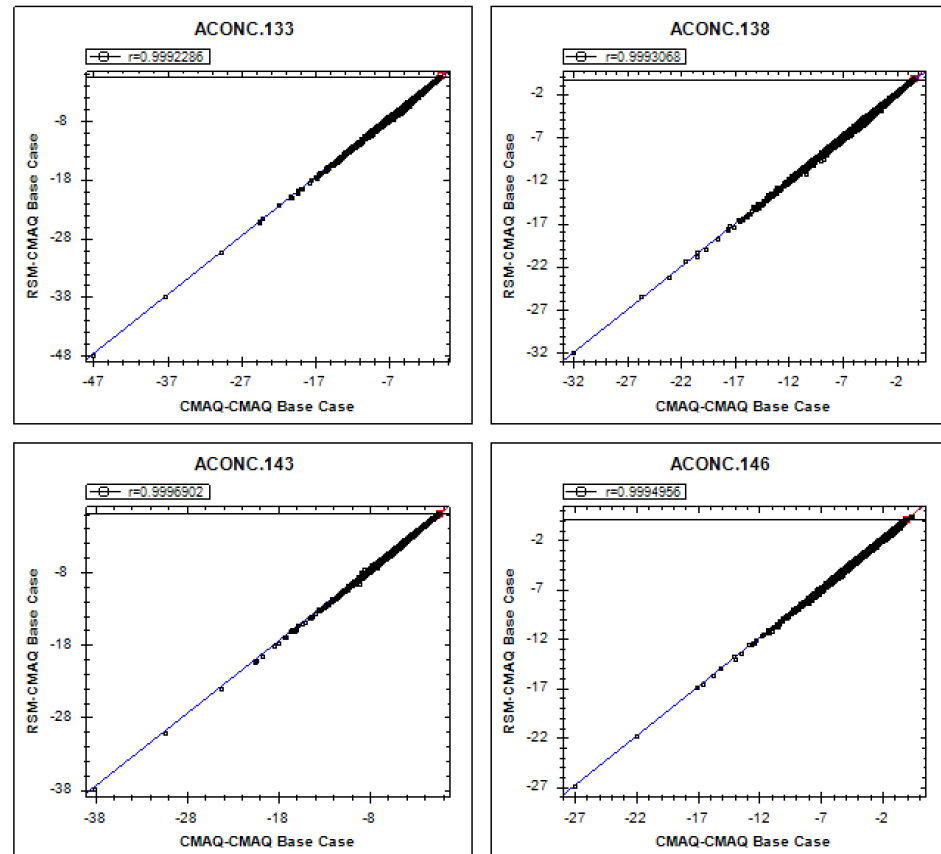 ACONC.133
r=0.9992286
RSM-CMAQ Base Case
-8
-18
-28
-38
-48
-47 -37 -27 -17 -7
CMAQ-CMAQ Base Case
ACONC.138
r=0.9993068
RSM-CMAQ Base Case
-2
-7
-12
-17
-22
-27
-32
-32 -27 -22 -17 -12 -7 -2
CMAQ-CMAQ Base Case
ACONC.143
r=0.9996902
RSM-CMAQ Base Case
-8
-18
-28
-38
-38 -28 -18 -8
CMAQ-CMAQ Base Case
ACONC.146
r=0.9994956
RSM-CMAQ Base Case
-2
-7
-12
-17
-22
-27
-27 -22 -17 -12 -7 -2
CMAQ-CMAQ Base Case